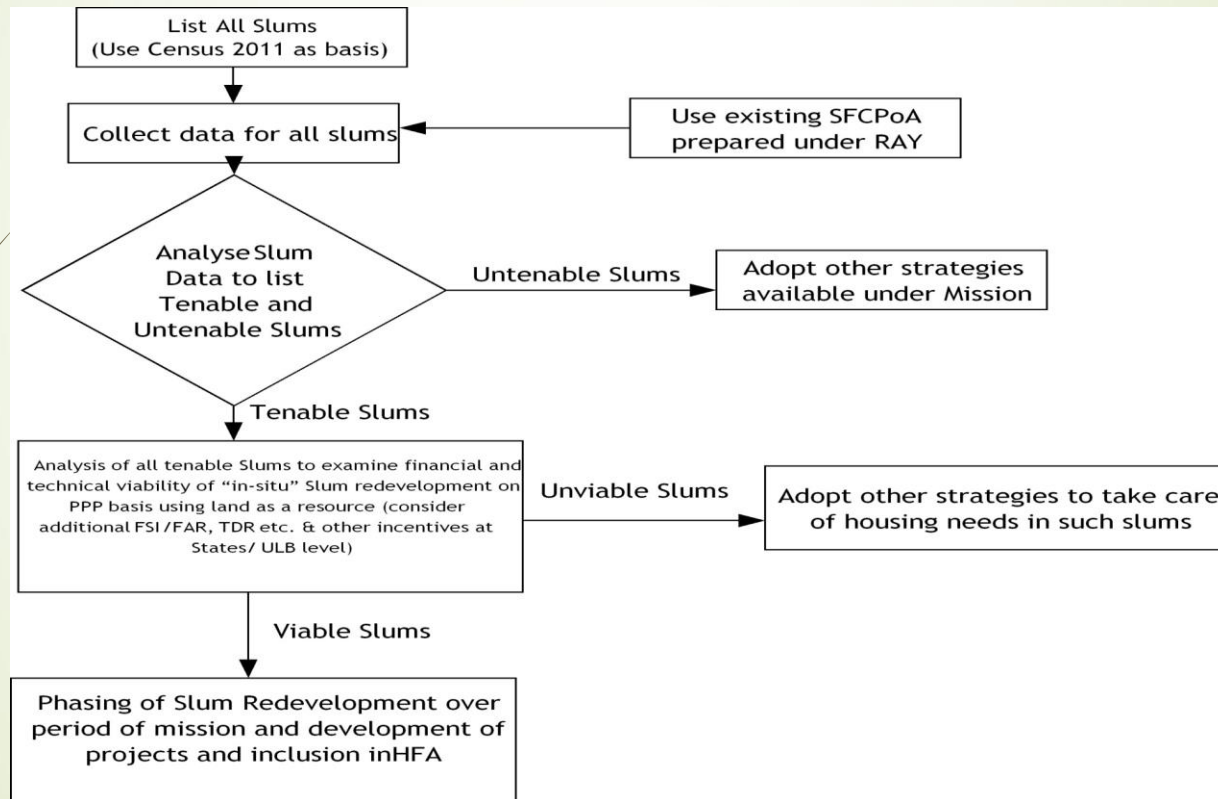 List All Slums
(Use Census 2011 as basis)
Collect data for all slums
Use existing SFCPoA
prepared under RAY
Analyse Slum
Data to list
Tenable and
Untenable Slums
Untenable Slums
Adopt other strategies
available under Mission
Tenable Slums
Analysis of all tenable Slums to examine financial and
technical viability of “in-situ” Slum redevelopment on
PPP basis using land as a resource (consider
additional FSI/FAR, TDR etc. & other incentives at
States/ ULB level)
Unviable Slums
Adopt other strategies to take care
of housing needs in such slums
Viable Slums
Phasing of Slum Redevelopment over
period of mission and development of
projects and inclusion inHFA